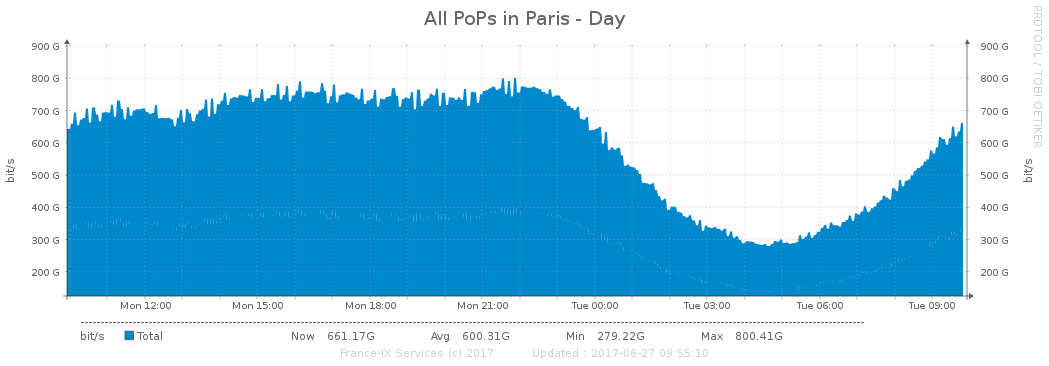 All PoPs in Paris - Day
RRDTOOL / TOBI OETIKER
900 G 900 G
800 G 800 G
700 G 700 G
600 G 600 G
500 G 500 G
400 G 400 G
300 G 300 G
200 G 200 G
bit/s bit/s
Mon 12:00 Mon 15:00 Mon 18:00 Mon 21:00 Tue 00:00 Tue 03:00 Tue 06:00 Tue 09:00
bit/s Total Now 661.17G Avg 600.31G Min 279.22G Max 800.41G
France-IX Services (c) 2017 Updated : 2017-06-27 09:55:10